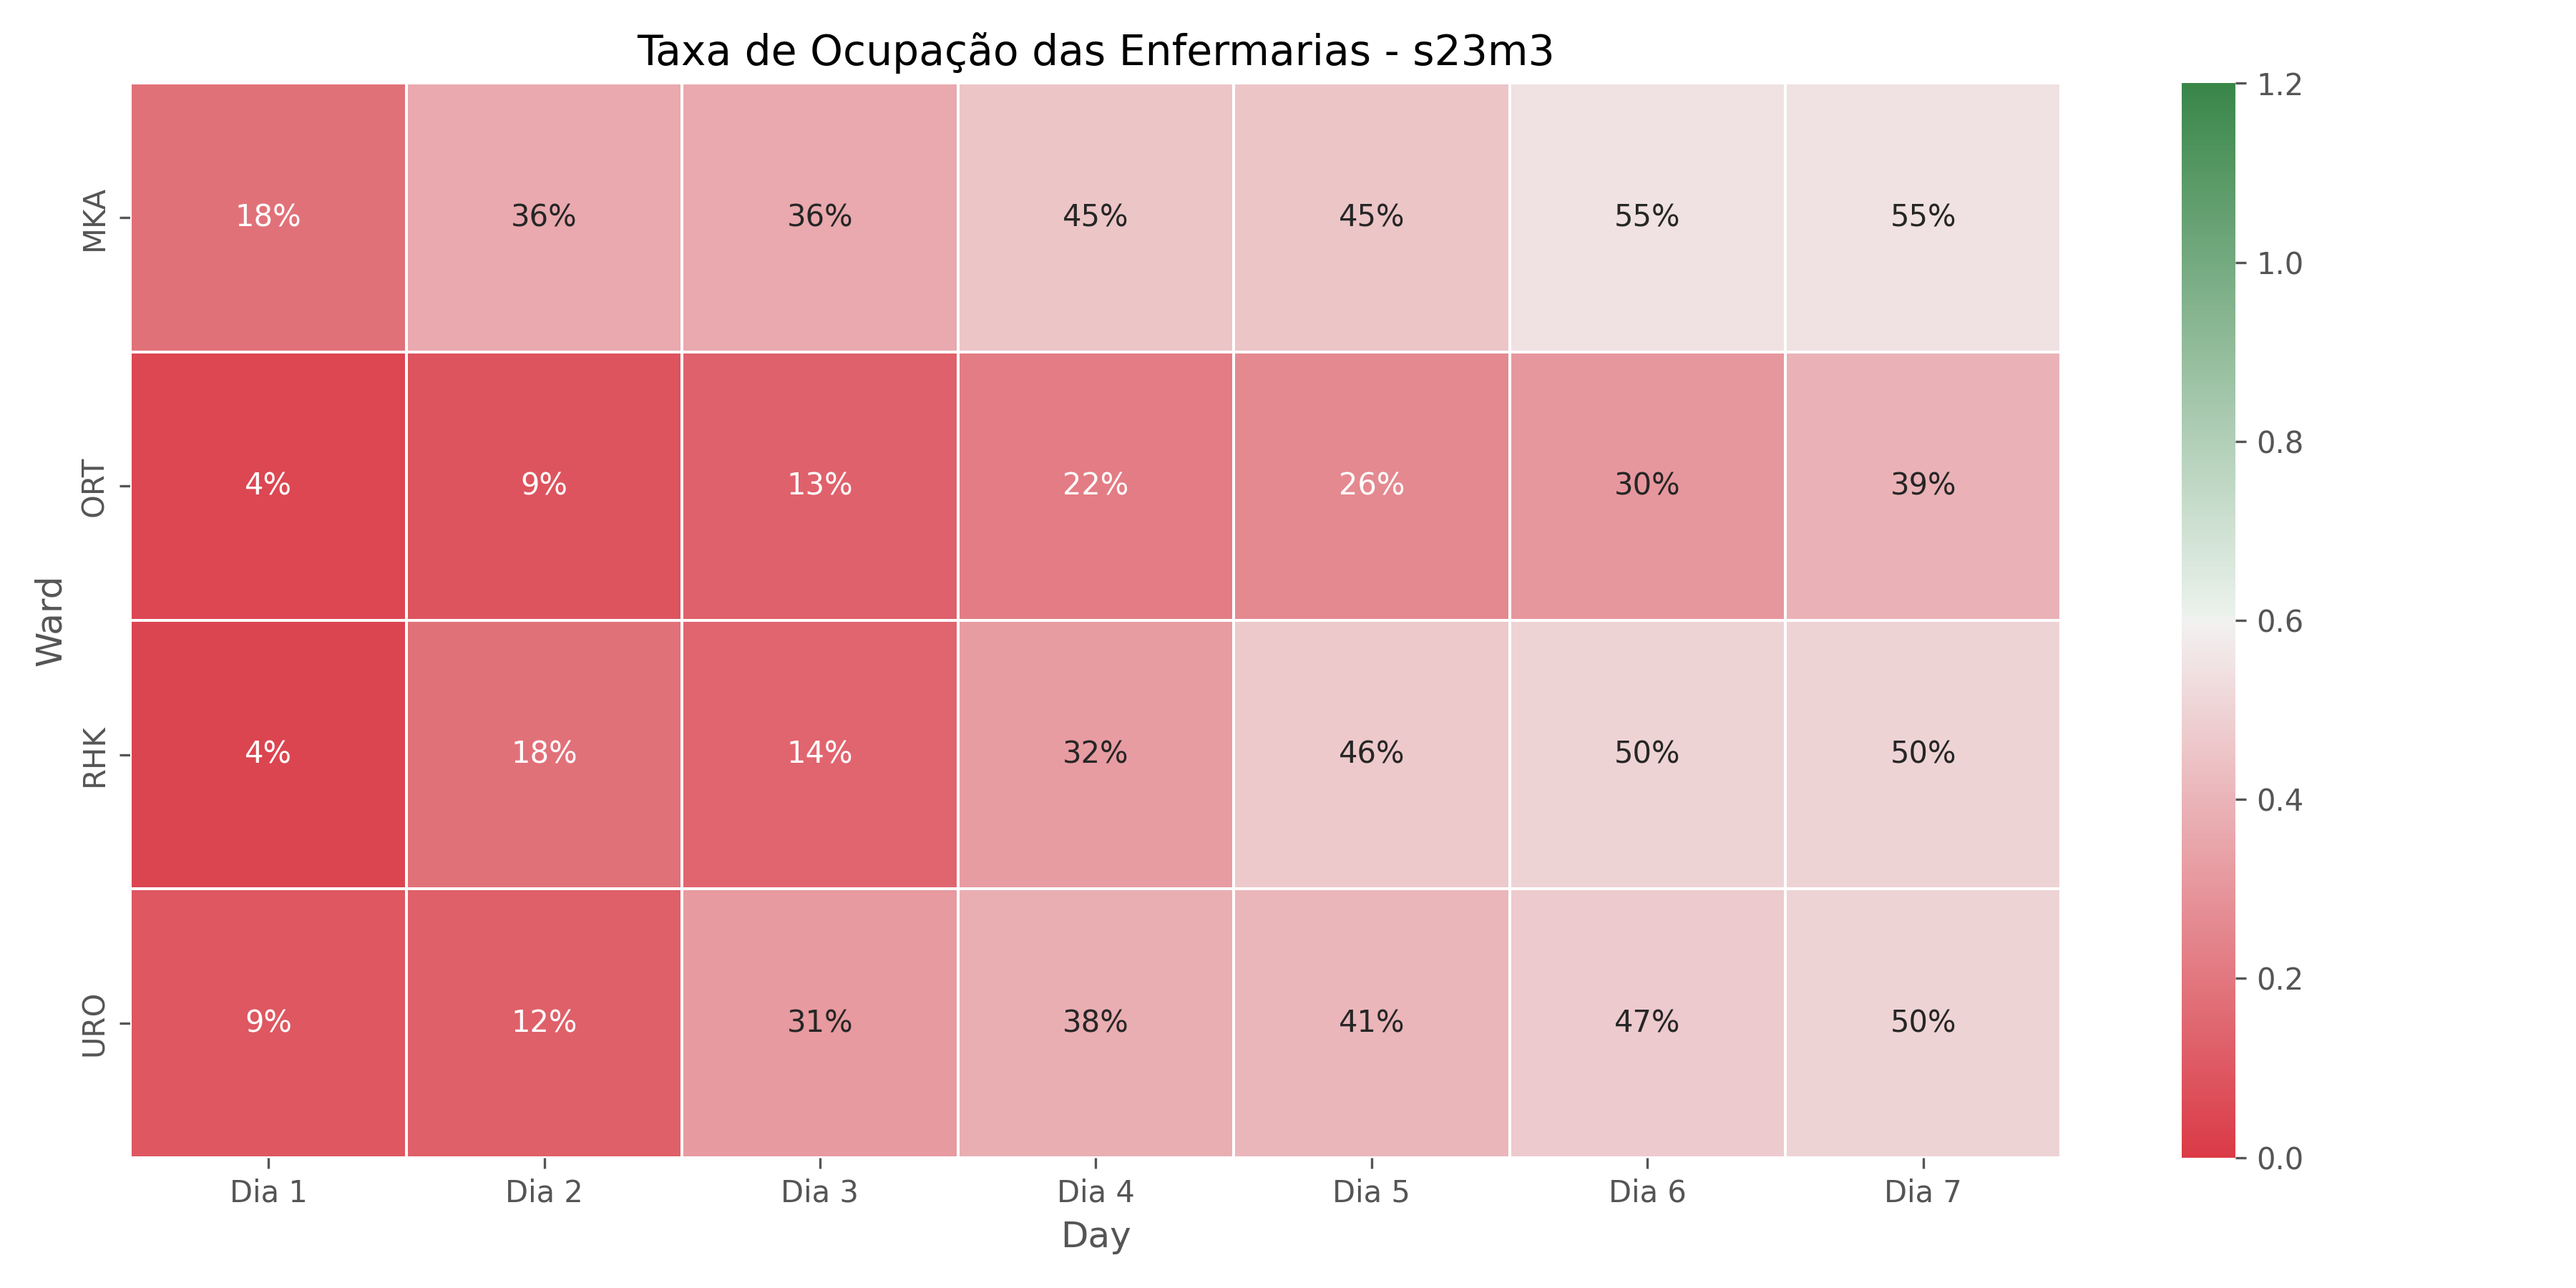 Taxa de Ocupação das Enfermarias - s23m3
Ward
MKA 18% 36% 36% 45% 45% 55% 55%
ORT 4% 9% 13% 22% 26% 30% 39%
RHK 4% 18% 14% 32% 46% 50% 50%
URO 9% 12% 31% 38% 41% 47% 50%
Dia 1 Dia 2 Dia 3 Dia 4 Dia 5 Dia 6 Dia 7
Day
1.2
1.0
0.8
0.6
0.4
0.2
0.0